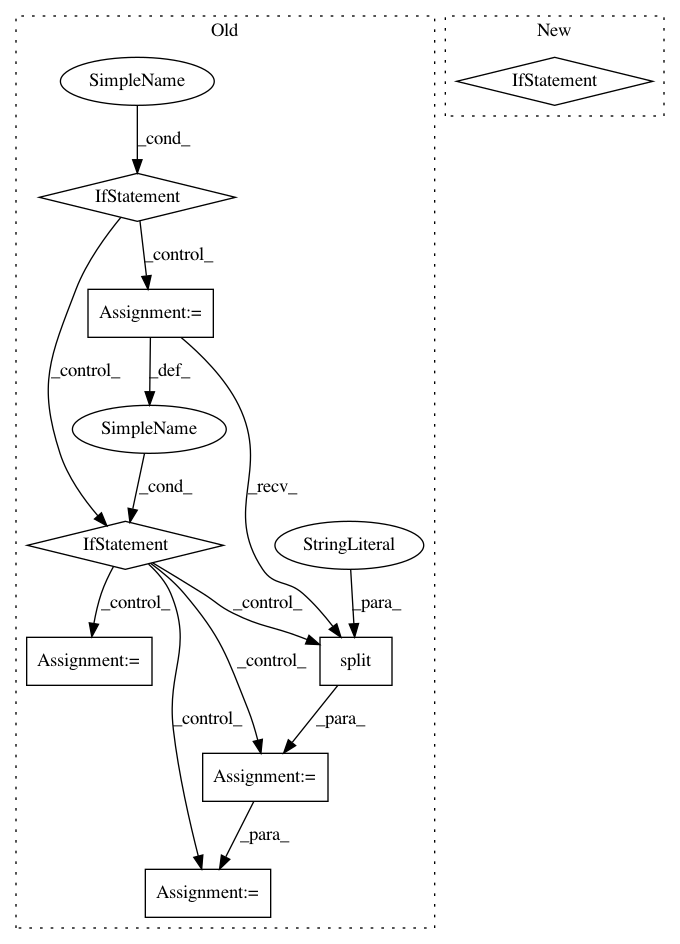 Old
New
SimpleName
IfStatement
_cond_
IfStatement
_control_
Assignment:=
_control_
_def_
SimpleName
_recv_
_cond_
IfStatement
StringLiteral
_control_
_control_
_para_
Assignment:=
_control_
_control_
split
_para_
Assignment:=
_para_
Assignment:=